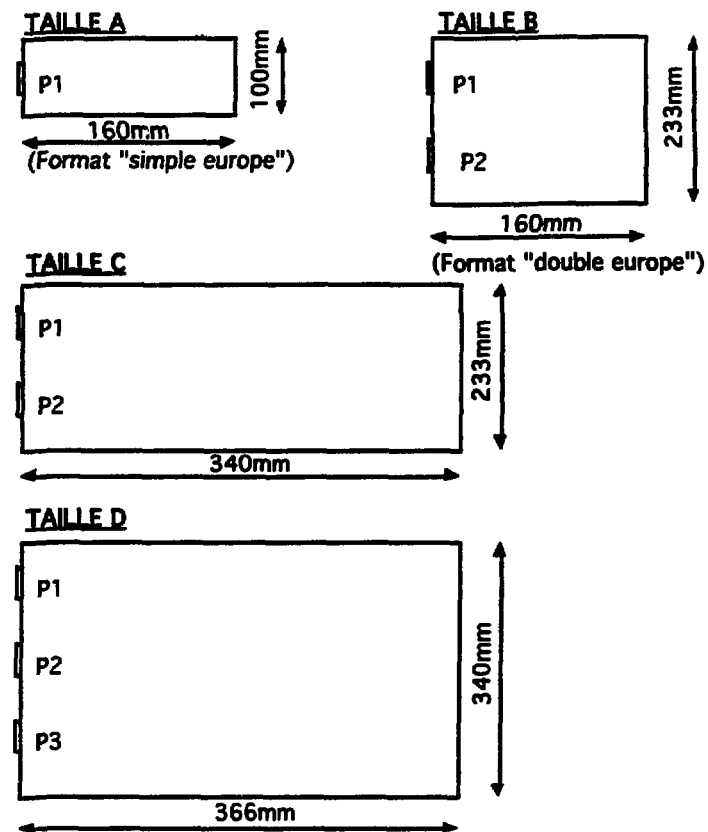 TAILLE A
P1
100mm
160mm
(Format "simple europe")
TAILLE B
P1
P2
233mm
160mm
(Format "double europe")
TAILLE C
P1
P2
233mm
340mm
TAILLE D
P1
P2
P3
340mm
366mm